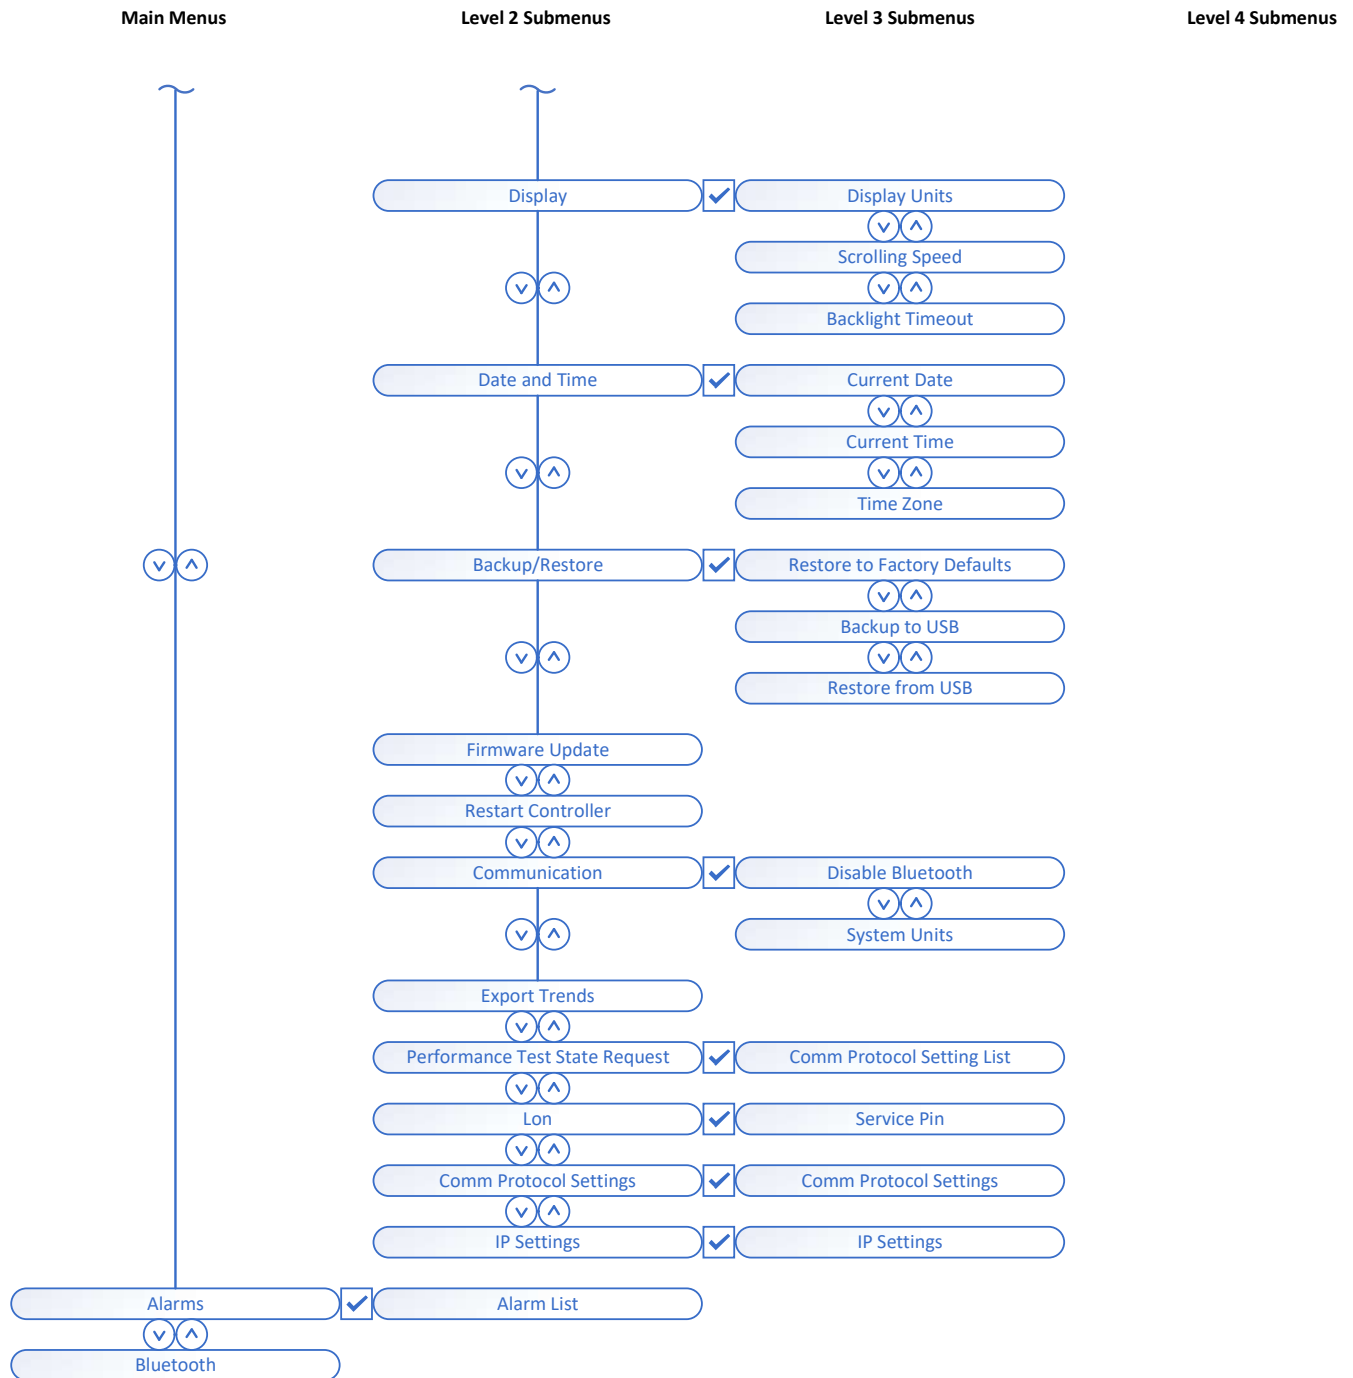 Main Menus
Level 2 Submenus
Level 3 Submenus
Level 4 Submenus
Display
Display Units
Scrolling Speed
Backlight Timeout
Date and Time
Current Date
Current Time
Time Zone
Backup/Restore
Restore to Factory Defaults
Backup to USB
Restore from USB
Firmware Update
Restart Controller
Communication
Disable Bluetooth
System Units
Export Trends
Performance Test State Request
Comm Protocol Setting List
Lon
Service Pin
Comm Protocol Settings
Comm Protocol Settings
IP Settings
IP Settings
Alarms
Alarm List
Bluetooth